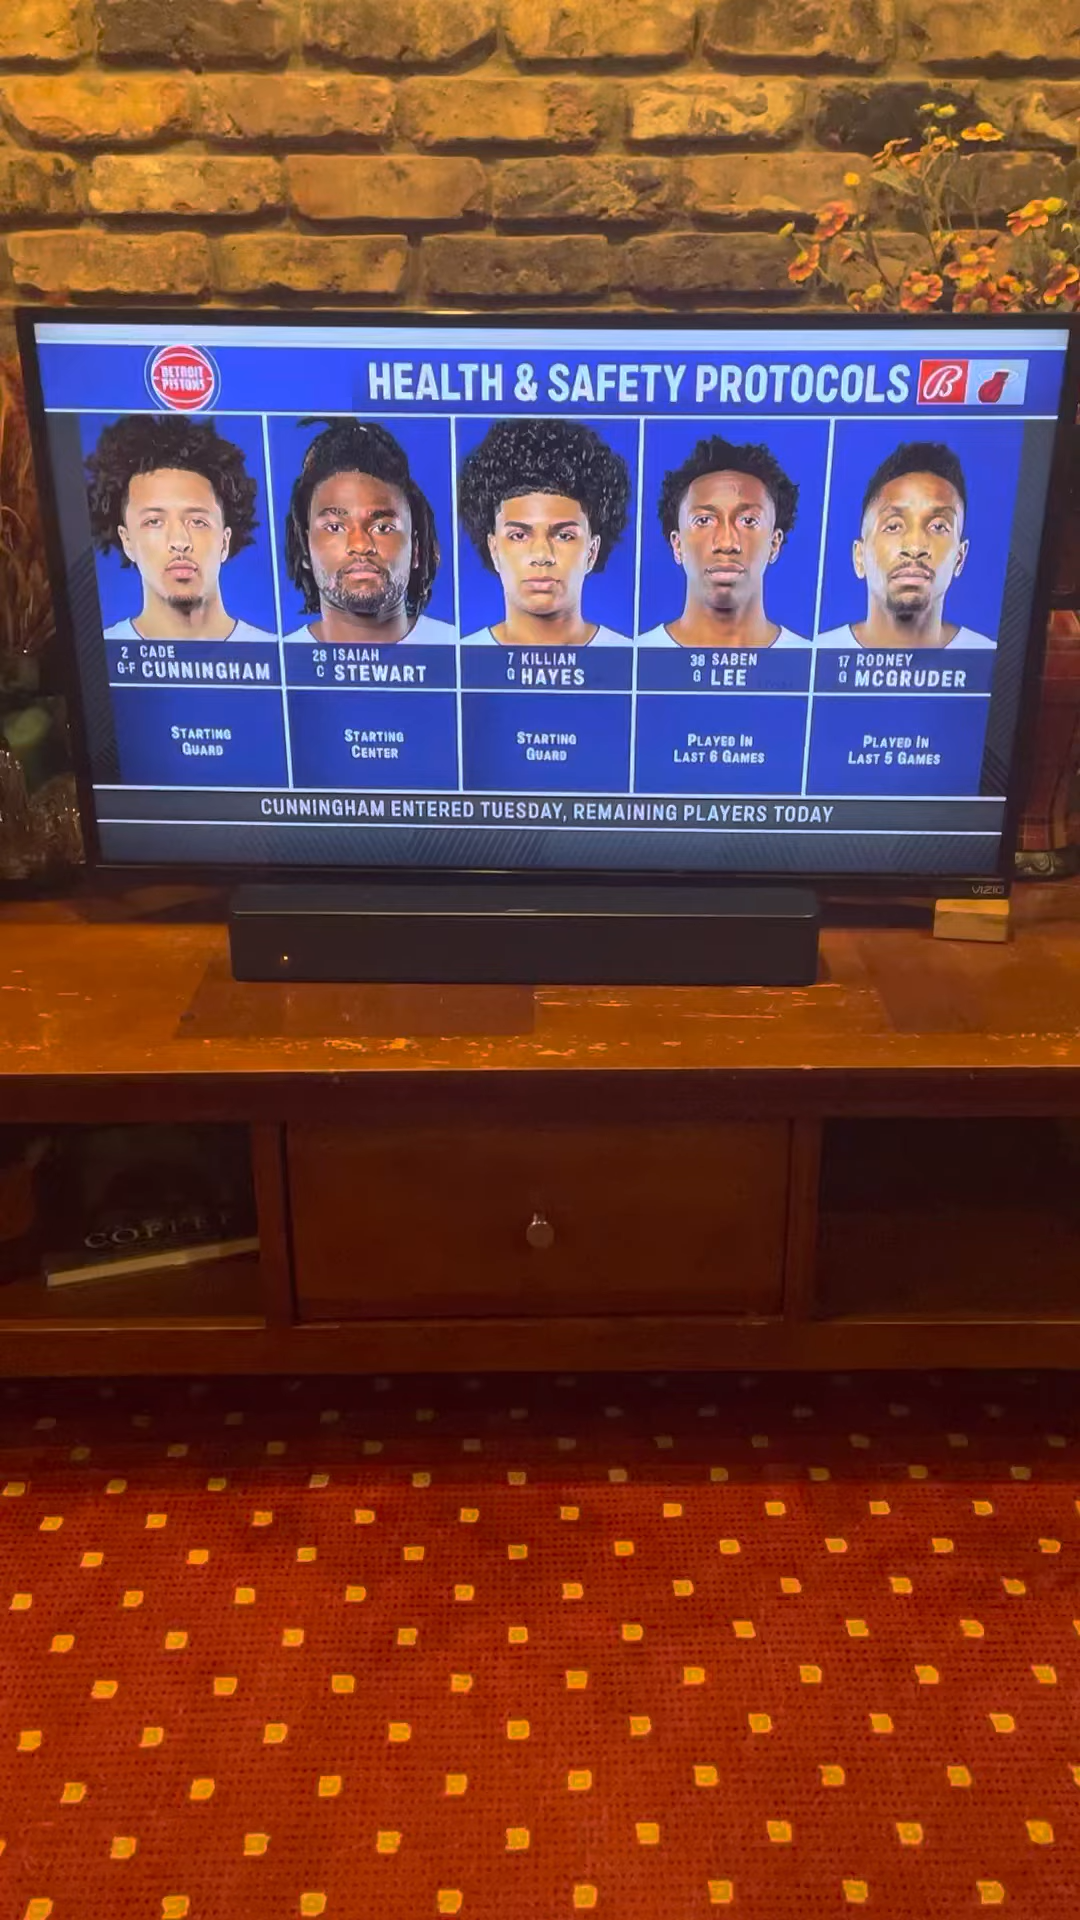 DETROIT
PISTONS
HEALTH & SAFETY PROTOCOLS
B
2 CADE
G-F CUNNINGHAM
28 ISAIAH
C STEWART
7 KILLIAN
G HAYES
38 SABEN
G LEE
17 RODNEY
G MCGRUDER
STARTING
GUARD
STARTING
CENTER
STARTING
GUARD
PLAYED IN
LAST 6 GAMES
PLAYED IN
LAST 5 GAMES
CUNNINGHAM ENTERED TUESDAY, REMAINING PLAYERS TODAY
VIZIO